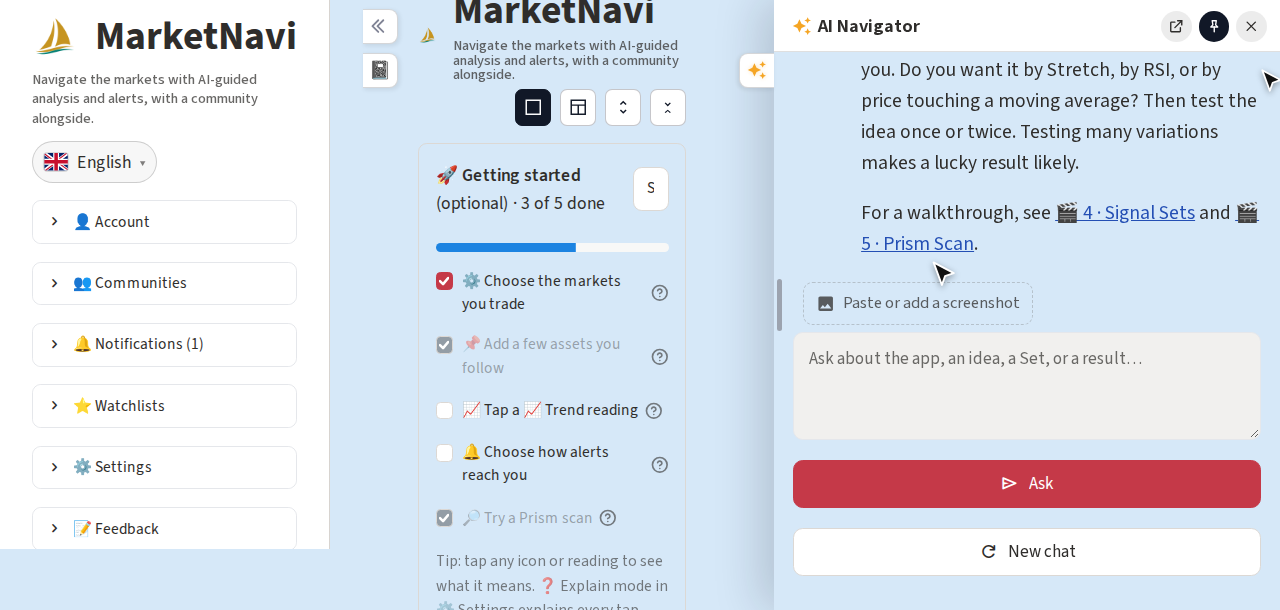 MarketNavi
Navigate the markets with AI-guided
analysis and alerts, with a community
alongside.
English
Account
Communities
Notifications (1)
Watchlists
Settings
Feedback
MarketNavi
Navigate the markets with AI-guided
analysis and alerts, with a community
alongside.
🚀 Getting started
(optional) · 3 of 5 done
S
⚙️ Choose the markets
you trade
📌 Add a few assets you
follow
📈 Tap a 📈 Trend reading
🔔 Choose how alerts
reach you
🔎 Try a Prism scan
Tip: tap any icon or reading to see
what it means. ❓ Explain mode in
⚙️ Settings explains every tap
AI Navigator
you. Do you want it by Stretch, by RSI, or by
price touching a moving average? Then test the
idea once or twice. Testing many variations
makes a lucky result likely.
For a walkthrough, see 🎬 4 · Signal Sets and 🎬
5 · Prism Scan.
Paste or add a screenshot
Ask about the app, an idea, a Set, or a result…
Ask
New chat